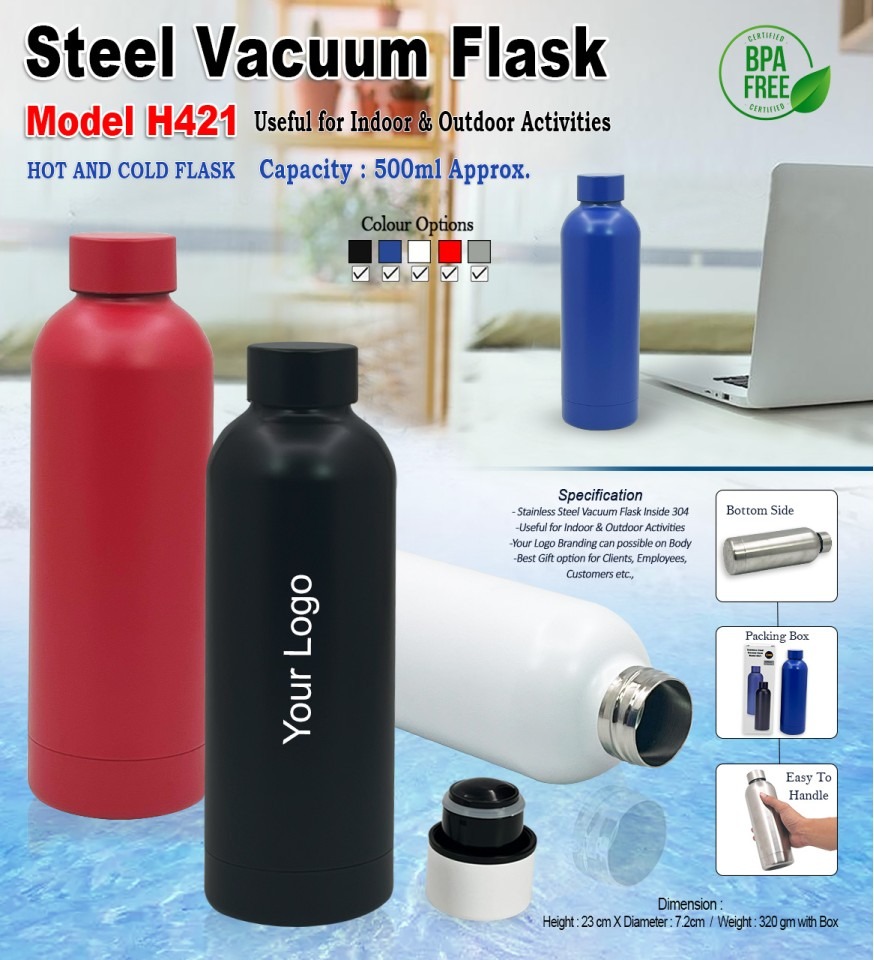 Steel Vacuum Flask
Model H421 Useful for Indoor & Outdoor Activities
HOT AND COLD FLASK Capacity : 500ml Approx.
CERTIFIED
BPA
FREE
CERTIFIED
Colour Options
Your Logo
Specification
- Stainless Steel Vacuum Flask Inside 304
-Useful for Indoor & Outdoor Activities
-Your Logo Branding can possible on Body
-Best Gift option for Clients, Employees,
Customers etc.,
Bottom Side
Packing Box
Easy To
Handle
Dimension :
Height : 23 cm X Diameter : 7.2cm / Weight : 320 gm with Box